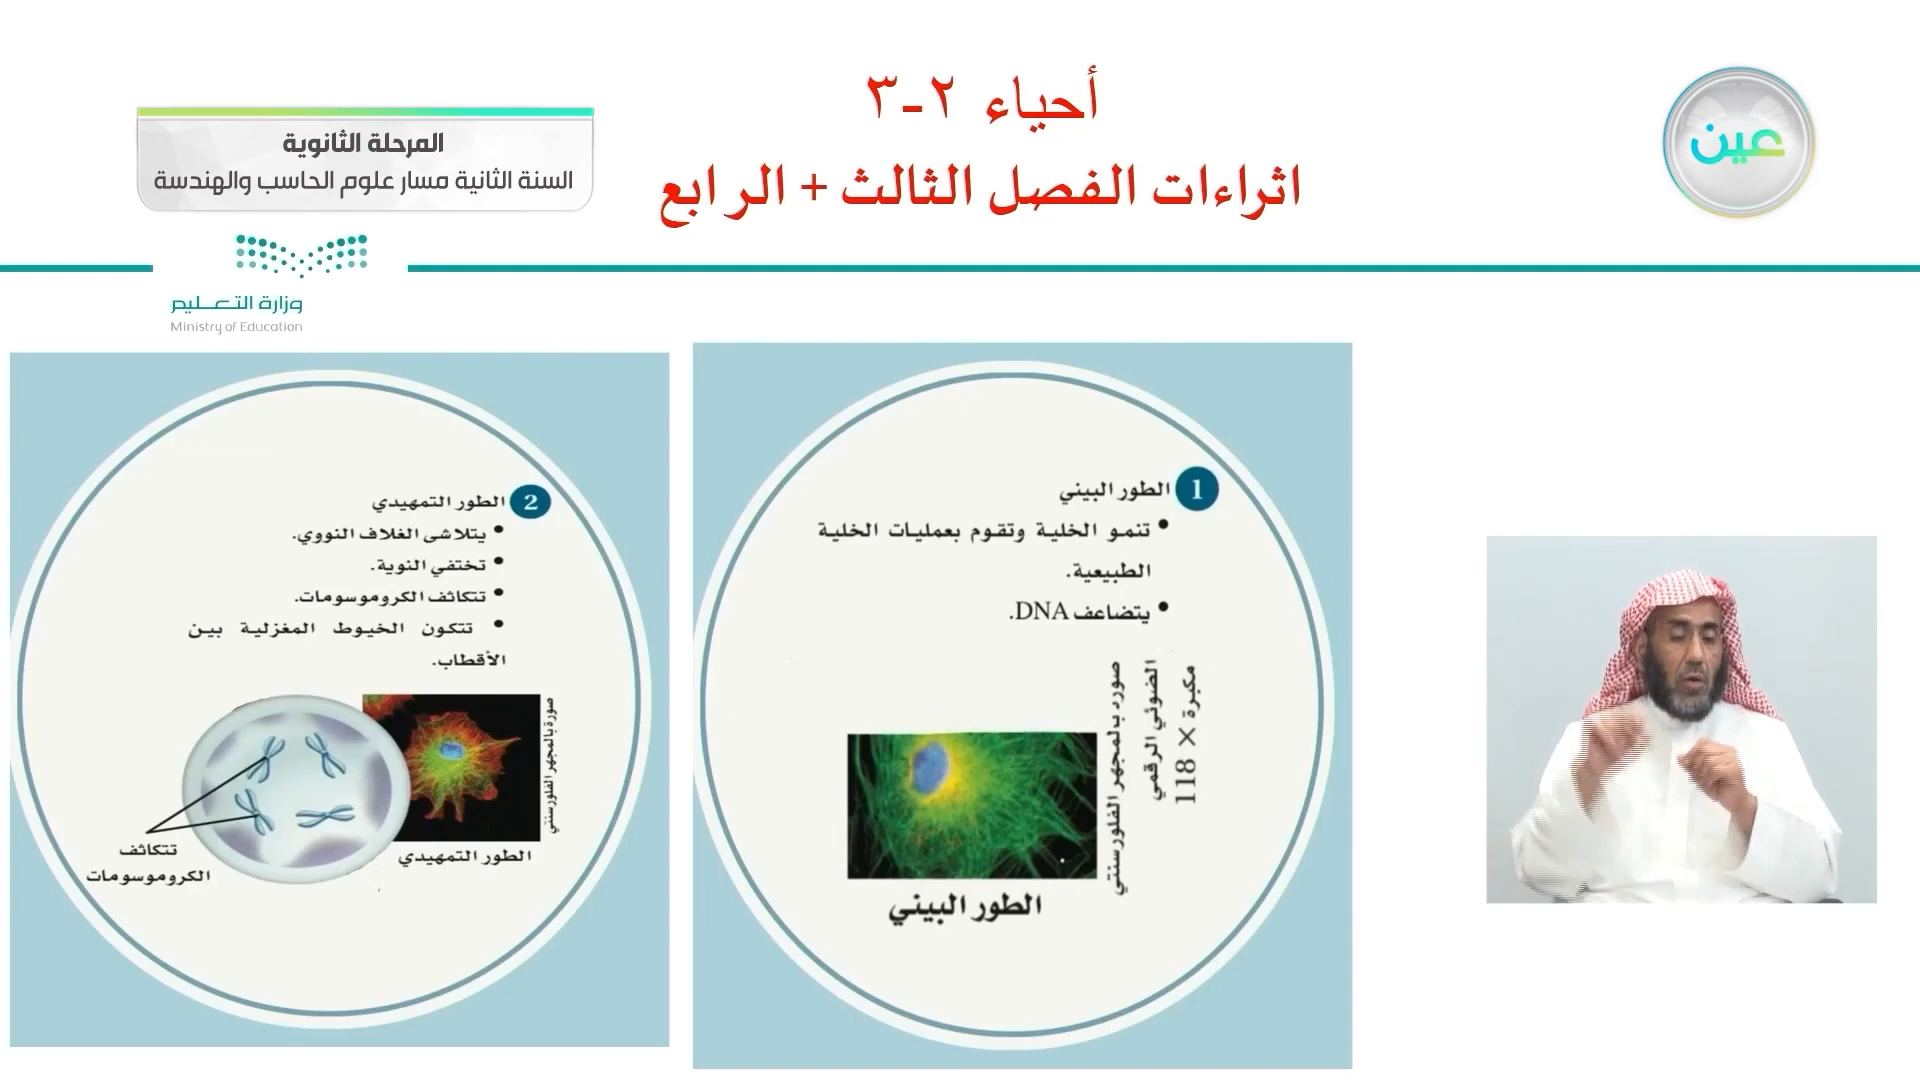 أحياء ٢-٣
اثراءات الفصل الثالث + الرابع
عين
المرحلة الثانوية
السنة الثانية مسار علوم الحاسب والهندسة
وزارة التعليم
Ministry of Education
1 الطور البيني
• تنمو الخلية وتقوم بعمليات الخلية
الطبيعية.
• يتضاعف DNA.
صورد بالمجهر الفلورسنتي
الضوئي الرقمي
مكبرة × 118
الطور البيني
2 الطور التمهيدي
• يتلاشى الغلاف النووي.
• تختفي النوية.
• تتكاثف الكروموسومات.
• تتكون الخيوط المغزلية بين
الأقطاب.
صورة بالمجهر الفلورسنتي
الطور التمهيدي
تتكاثف
الكروموسومات